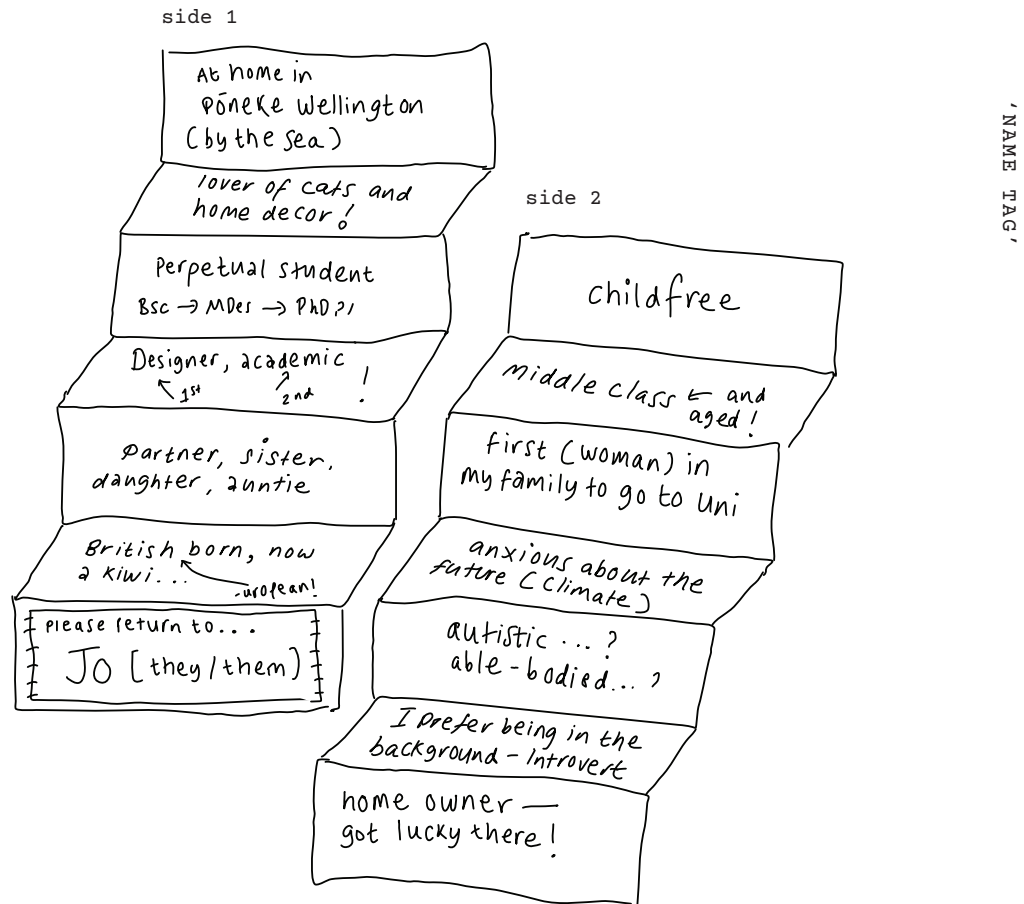 side 1
At home in
Pōneke Wellington
(by the sea)
lover of cats and
home decor!
Perpetual student
Bsc → MDes → PhD?!
Designer, academic !
1st 2nd
Partner, sister,
daughter, auntie
British born, now
a kiwi...
-uropean!
Please return to...
Jo [they/them]
side 2
childfree
middle class ← and
aged!
first (woman) in
my family to go to uni
anxious about the
future (climate)
autistic ... ?
able-bodied... ?
I prefer being in the
background - Introvert
home owner —
got lucky there!
'NAME TAG'